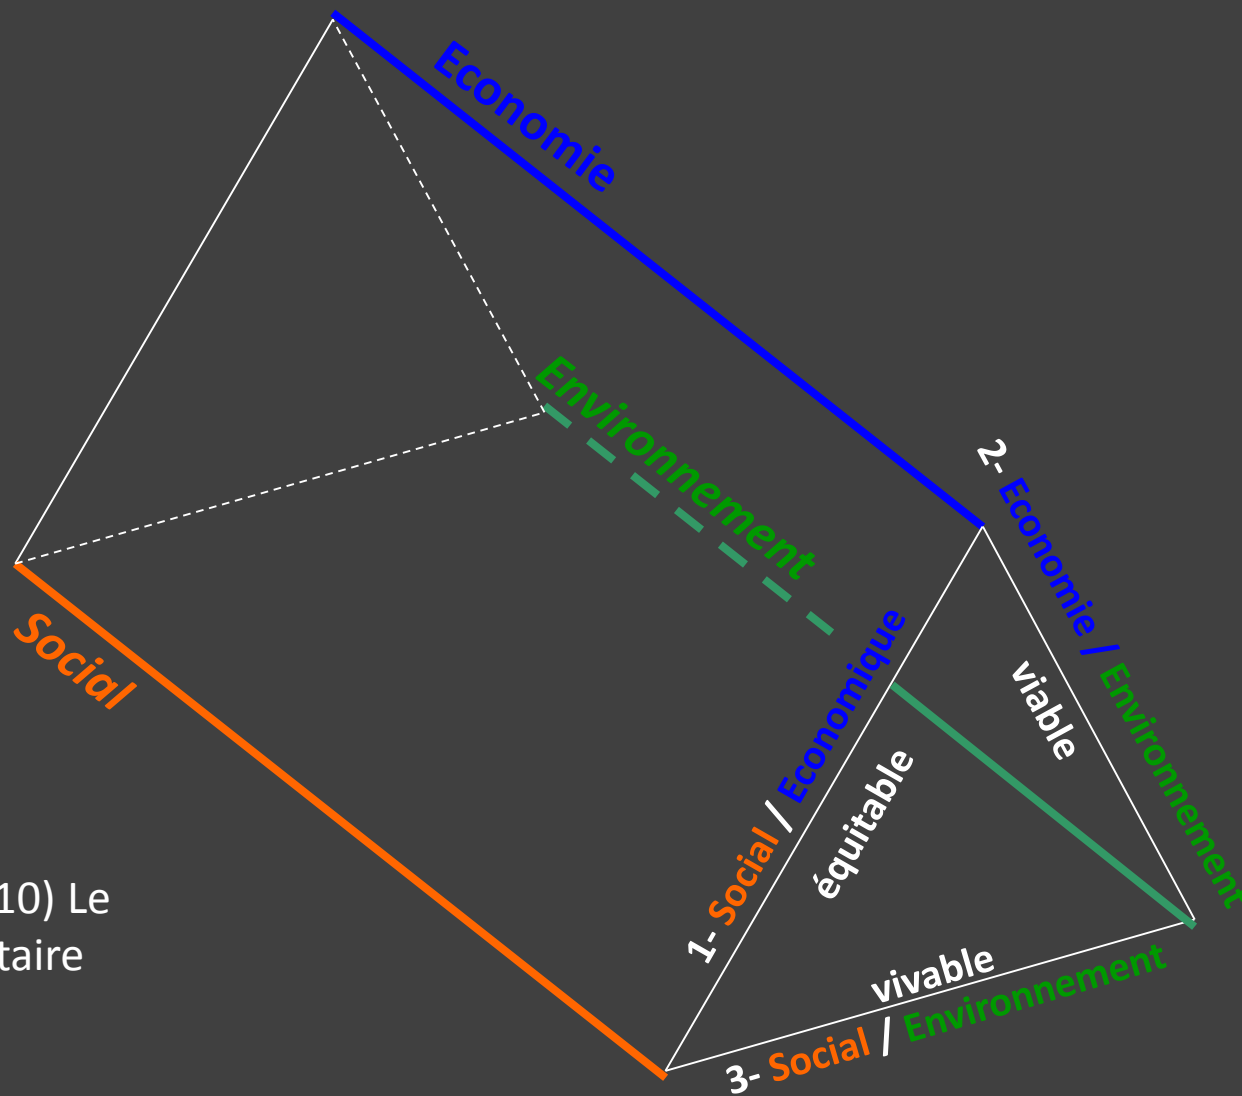 Economie
Environnement
Social
2- Economie / Environnement
viable
1- Social / Economique
équitable
vivable
3- Social / Environnement
10) Le
taire